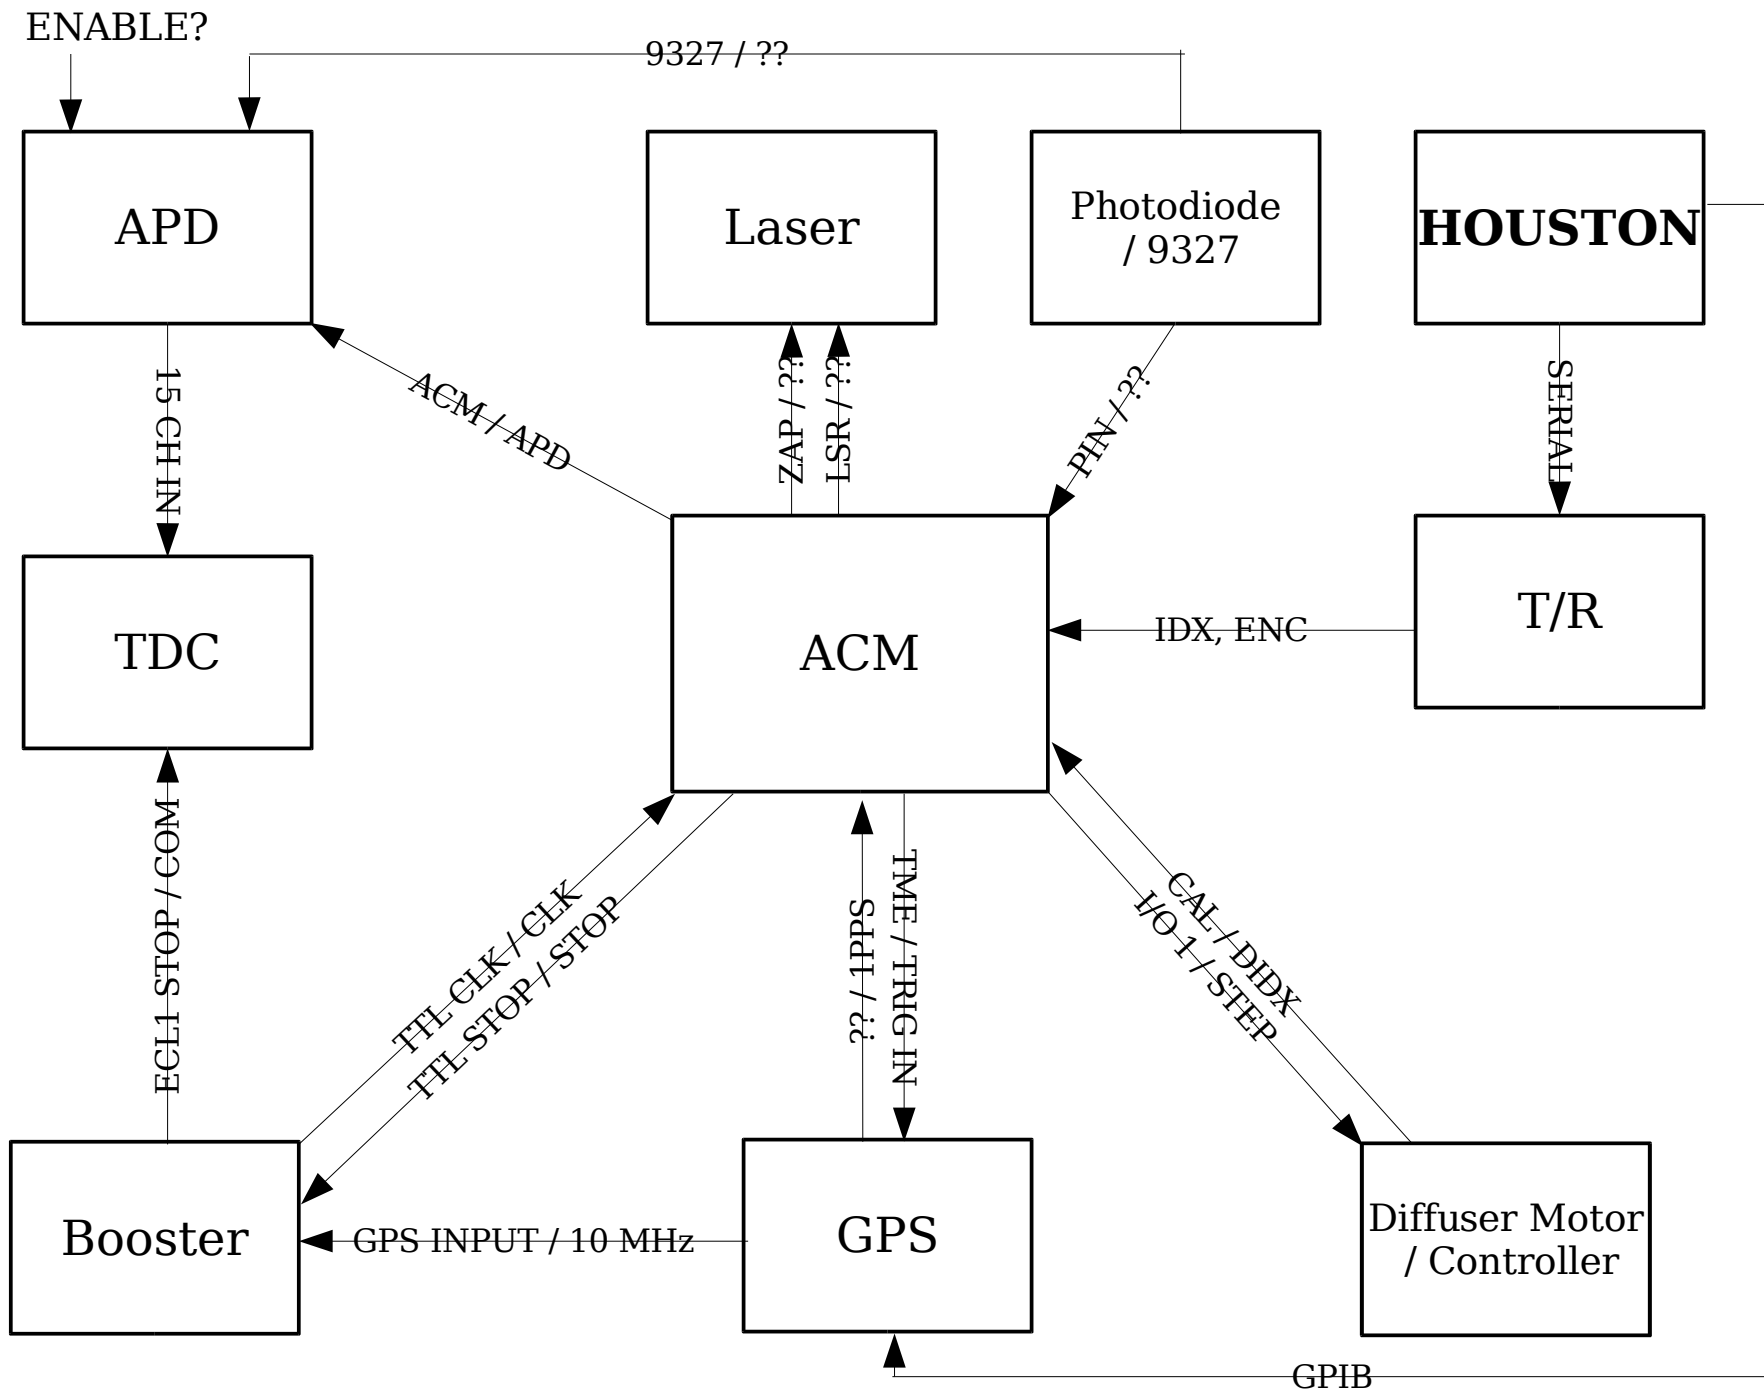 ENABLE?
9327 / ??
APD
Laser
Photodiode
/ 9327
HOUSTON
15 CH IN
ACM / APD
ZAP / ??
LSR / ??
PIN / ??
SERIAL
TDC
ACM
IDX, ENC
T/R
ECL1 STOP / COM
TTL CLK / CLK
TTL STOP / STOP
?? / 1PPS
TME / TRIG IN
CAL / DIDX
I/O 1 / STEP
Booster
GPS INPUT / 10 MHz
GPS
Diffuser Motor
/ Controller
GPIB